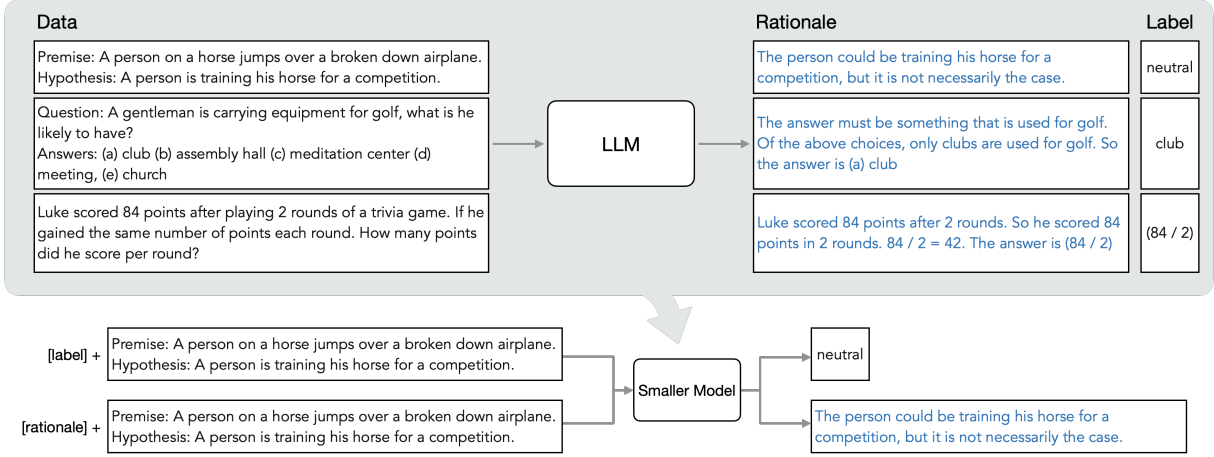 Data
Rationale
Label
Premise: A person on a horse jumps over a broken down airplane.
Hypothesis: A person is training his horse for a competition.
The person could be training his horse for a
competition, but it is not necessarily the case.
neutral
Question: A gentleman is carrying equipment for golf, what is he
likely to have?
Answers: (a) club (b) assembly hall (c) meditation center (d)
meeting, (e) church
LLM
The answer must be something that is used for golf.
Of the above choices, only clubs are used for golf. So
the answer is (a) club
club
Luke scored 84 points after playing 2 rounds of a trivia game. If he
gained the same number of points each round. How many points
did he score per round?
Luke scored 84 points after 2 rounds. So he scored 84
points in 2 rounds. 84 / 2 = 42. The answer is (84 / 2)
(84 / 2)
[label] +
Premise: A person on a horse jumps over a broken down airplane.
Hypothesis: A person is training his horse for a competition.
neutral
Smaller Model
[rationale] +
Premise: A person on a horse jumps over a broken down airplane.
Hypothesis: A person is training his horse for a competition.
The person could be training his horse for a
competition, but it is not necessarily the case.